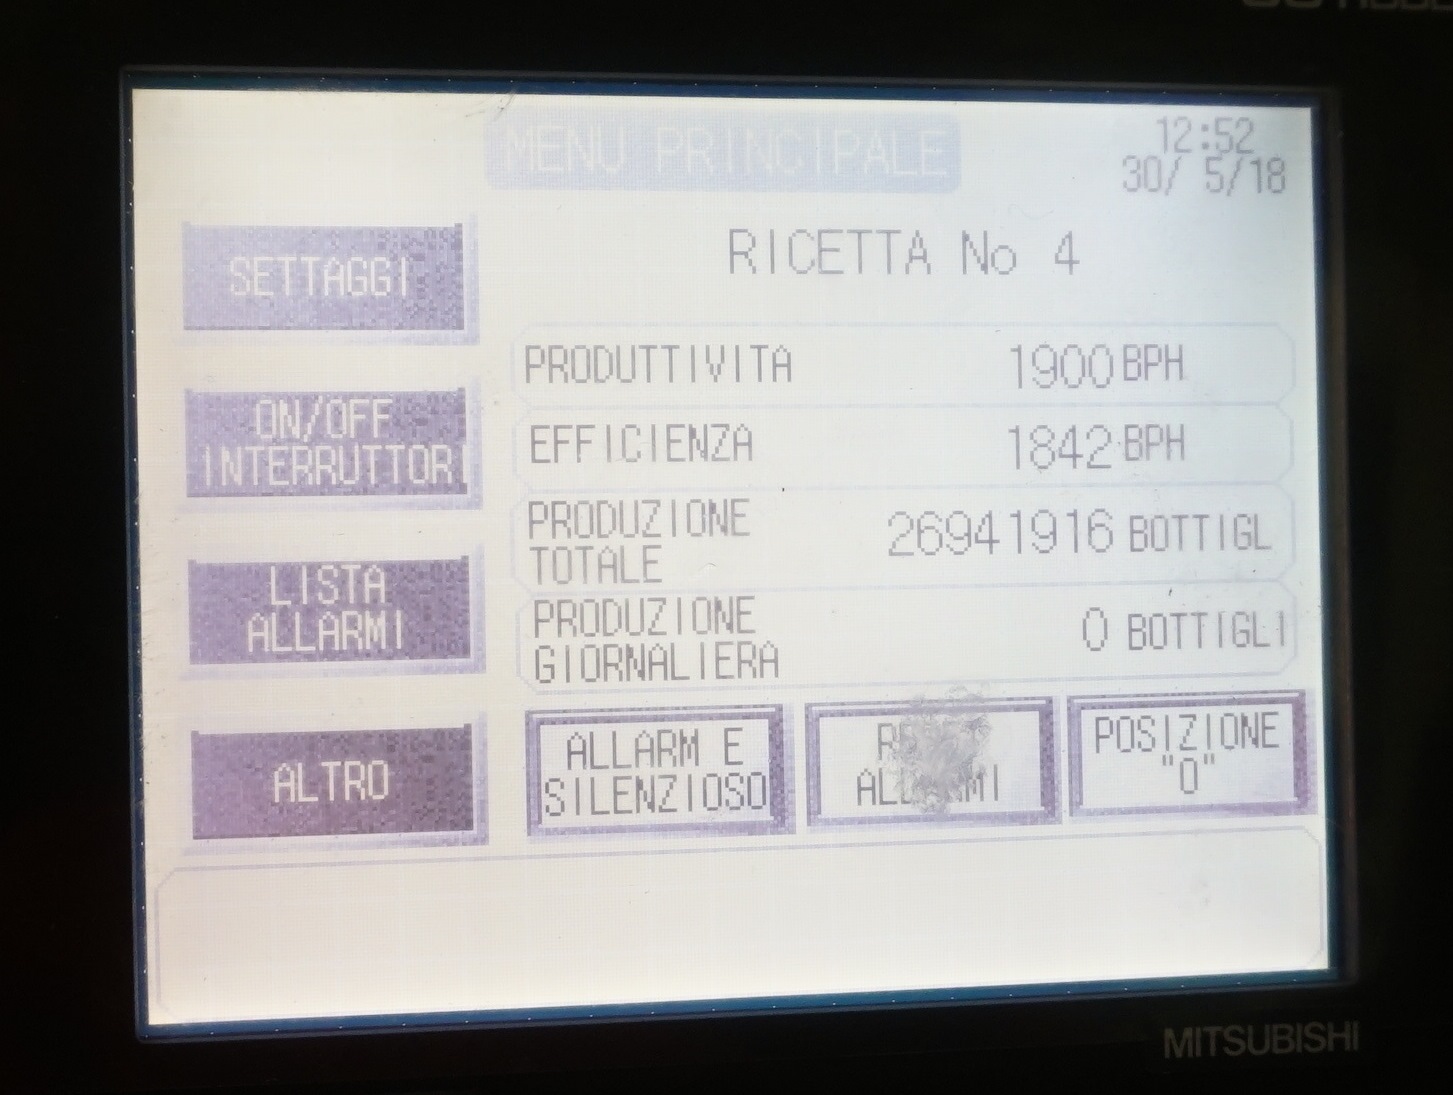 MENU PRINCIPALE
12:52
30/ 5/18
RICETTA No 4
SETTAGGI
PRODUTTIVITA 1900 BPH
ON/OFF
INTERRUTTORI
EFFICIENZA 1842 BPH
PRODUZIONE
TOTALE
26941916 BOTTIGL
LISTA
ALLARMI
PRODUZIONE
GIORNALIERA
0 BOTTIGLI
ALTRO
ALLARM E
SILENZIOSO
POSIZIONE
"0"
MITSUBISHI